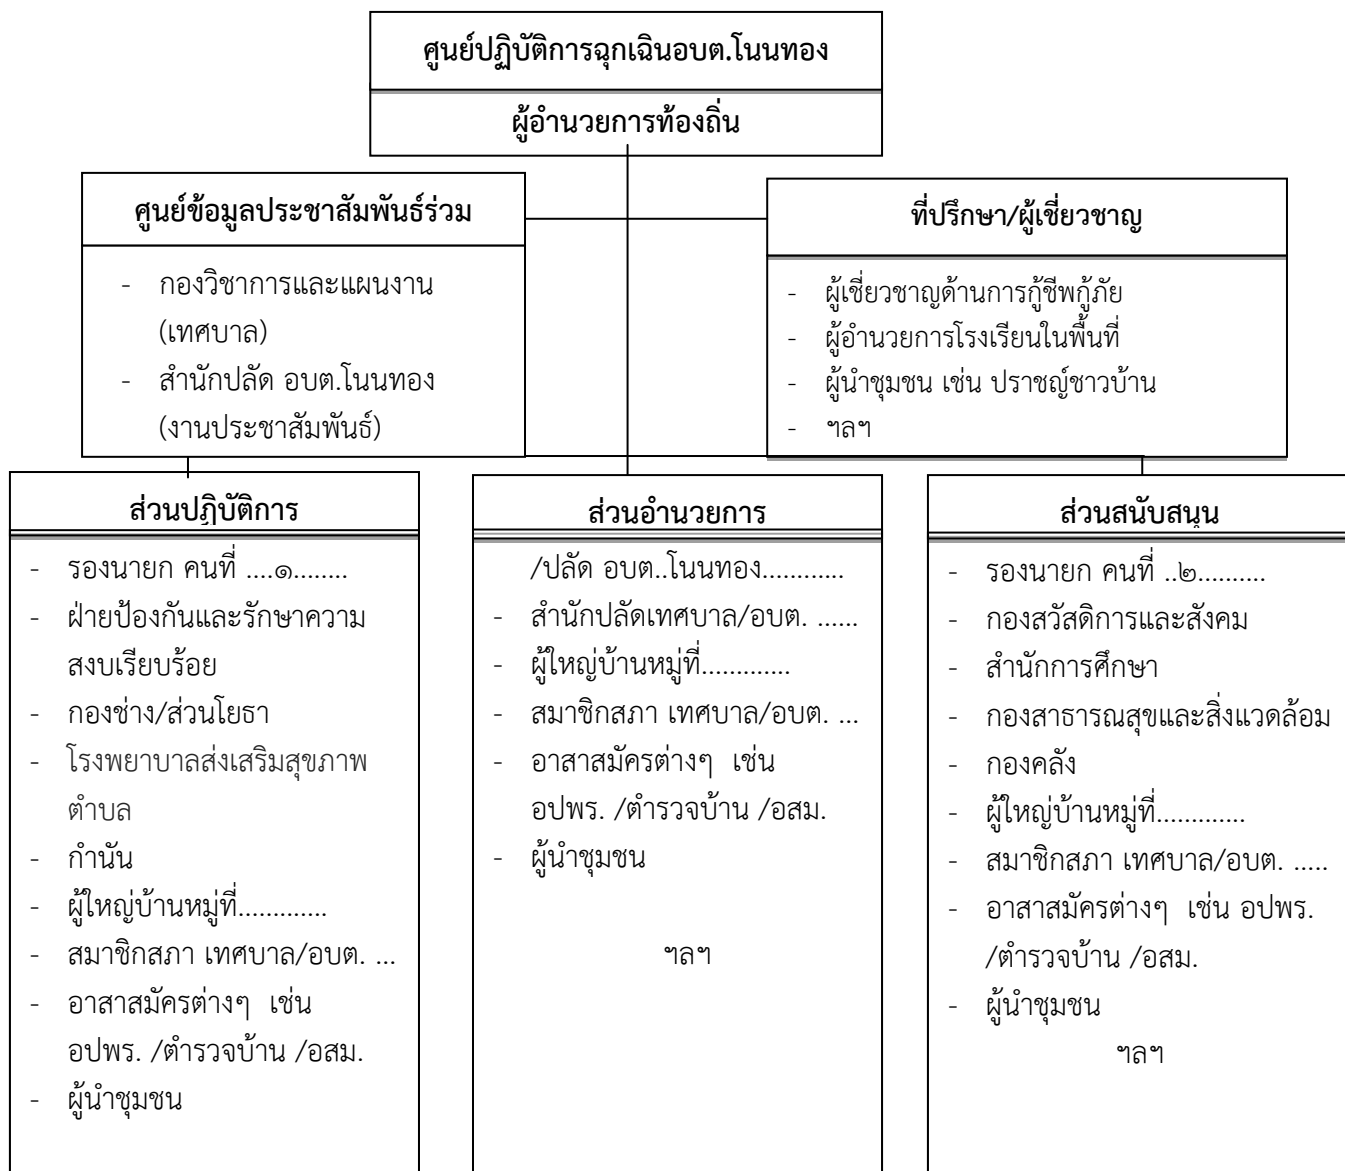 ศูนย์ปฏิบัติการฉุกเฉินอบต.โนนทอง
ผู้อำนวยการท้องถิ่น
ศูนย์ข้อมูลประชาสัมพันธ์ร่วม
- กองวิชาการและแผนงาน
(เทศบาล)
- สำนักปลัด อบต.โนนทอง
(งานประชาสัมพันธ์)
ที่ปรึกษา/ผู้เชี่ยวชาญ
- ผู้เชี่ยวชาญด้านการกู้ชีพกู้ภัย
- ผู้อำนวยการโรงเรียนในพื้นที่
- ผู้นำชุมชน เช่น ปราชญ์ชาวบ้าน
- ฯลฯ
ส่วนปฏิบัติการ
- รองนายก คนที่ ....๑........
- ฝ่ายป้องกันและรักษาความ
สงบเรียบร้อย
- กองช่าง/ส่วนโยธา
- โรงพยาบาลส่งเสริมสุขภาพ
ตำบล
- กำนัน
- ผู้ใหญ่บ้านหมู่ที่.............
- สมาชิกสภา เทศบาล/อบต. ...
- อาสาสมัครต่างๆ เช่น
อปพร. /ตำรวจบ้าน /อสม.
- ผู้นำชุมชน
ส่วนอำนวยการ
/ปลัด อบต..โนนทอง............
- สำนักปลัดเทศบาล/อบต. ......
- ผู้ใหญ่บ้านหมู่ที่.............
- สมาชิกสภา เทศบาล/อบต. ...
- อาสาสมัครต่างๆ เช่น
อปพร. /ตำรวจบ้าน /อสม.
- ผู้นำชุมชน
ฯลฯ
ส่วนสนับสนุน
- รองนายก คนที่ ..๒..........
- กองสวัสดิการและสังคม
- สำนักการศึกษา
- กองสาธารณสุขและสิ่งแวดล้อม
- กองคลัง
- ผู้ใหญ่บ้านหมู่ที่.............
- สมาชิกสภา เทศบาล/อบต. .....
- อาสาสมัครต่างๆ เช่น อปพร.
/ตำรวจบ้าน /อสม.
- ผู้นำชุมชน
ฯลฯ